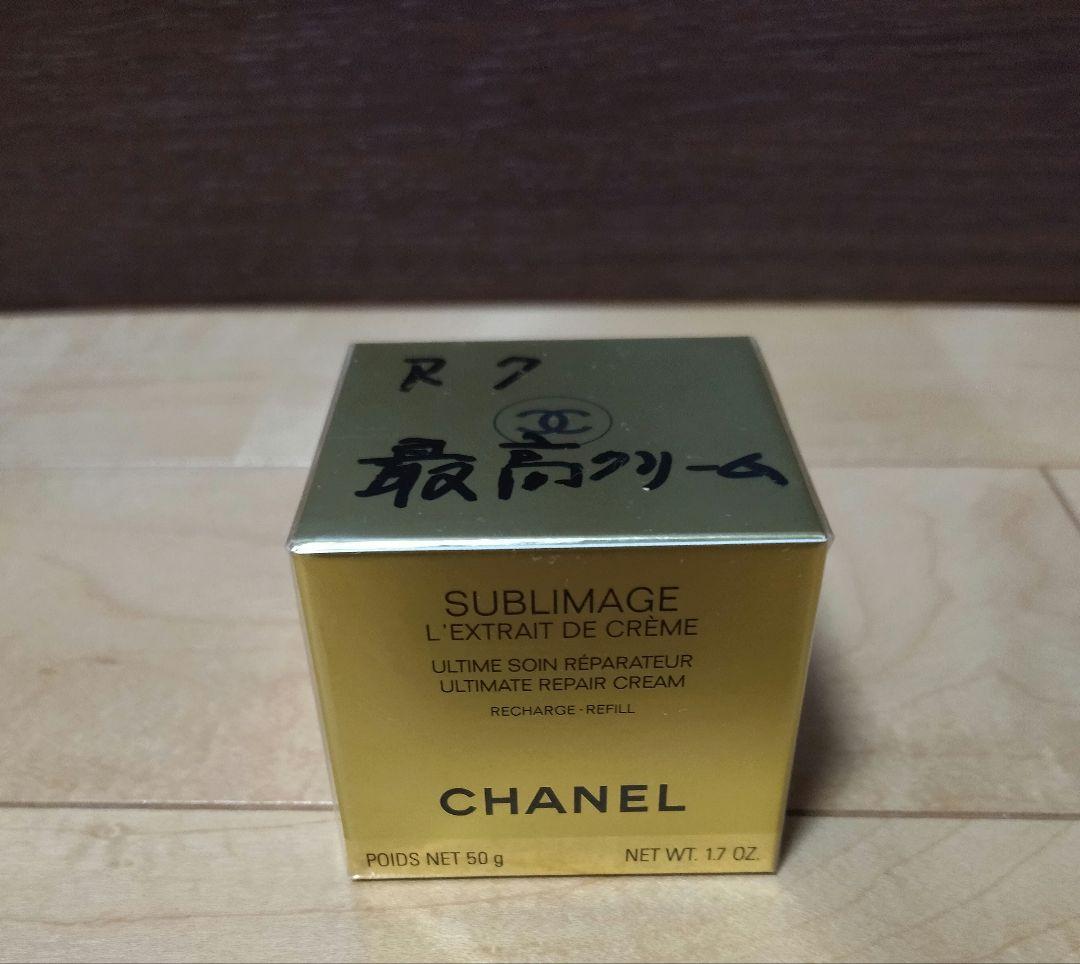 R 7
最高クリーム
SUBLIMAGE
L'EXTRAIT DE CRÈME
ULTIME SOIN RÉPARATEUR
ULTIMATE REPAIR CREAM
RECHARGE · REFILL
CHANEL
POIDS NET 50 g NET WT. 1.7 OZ.